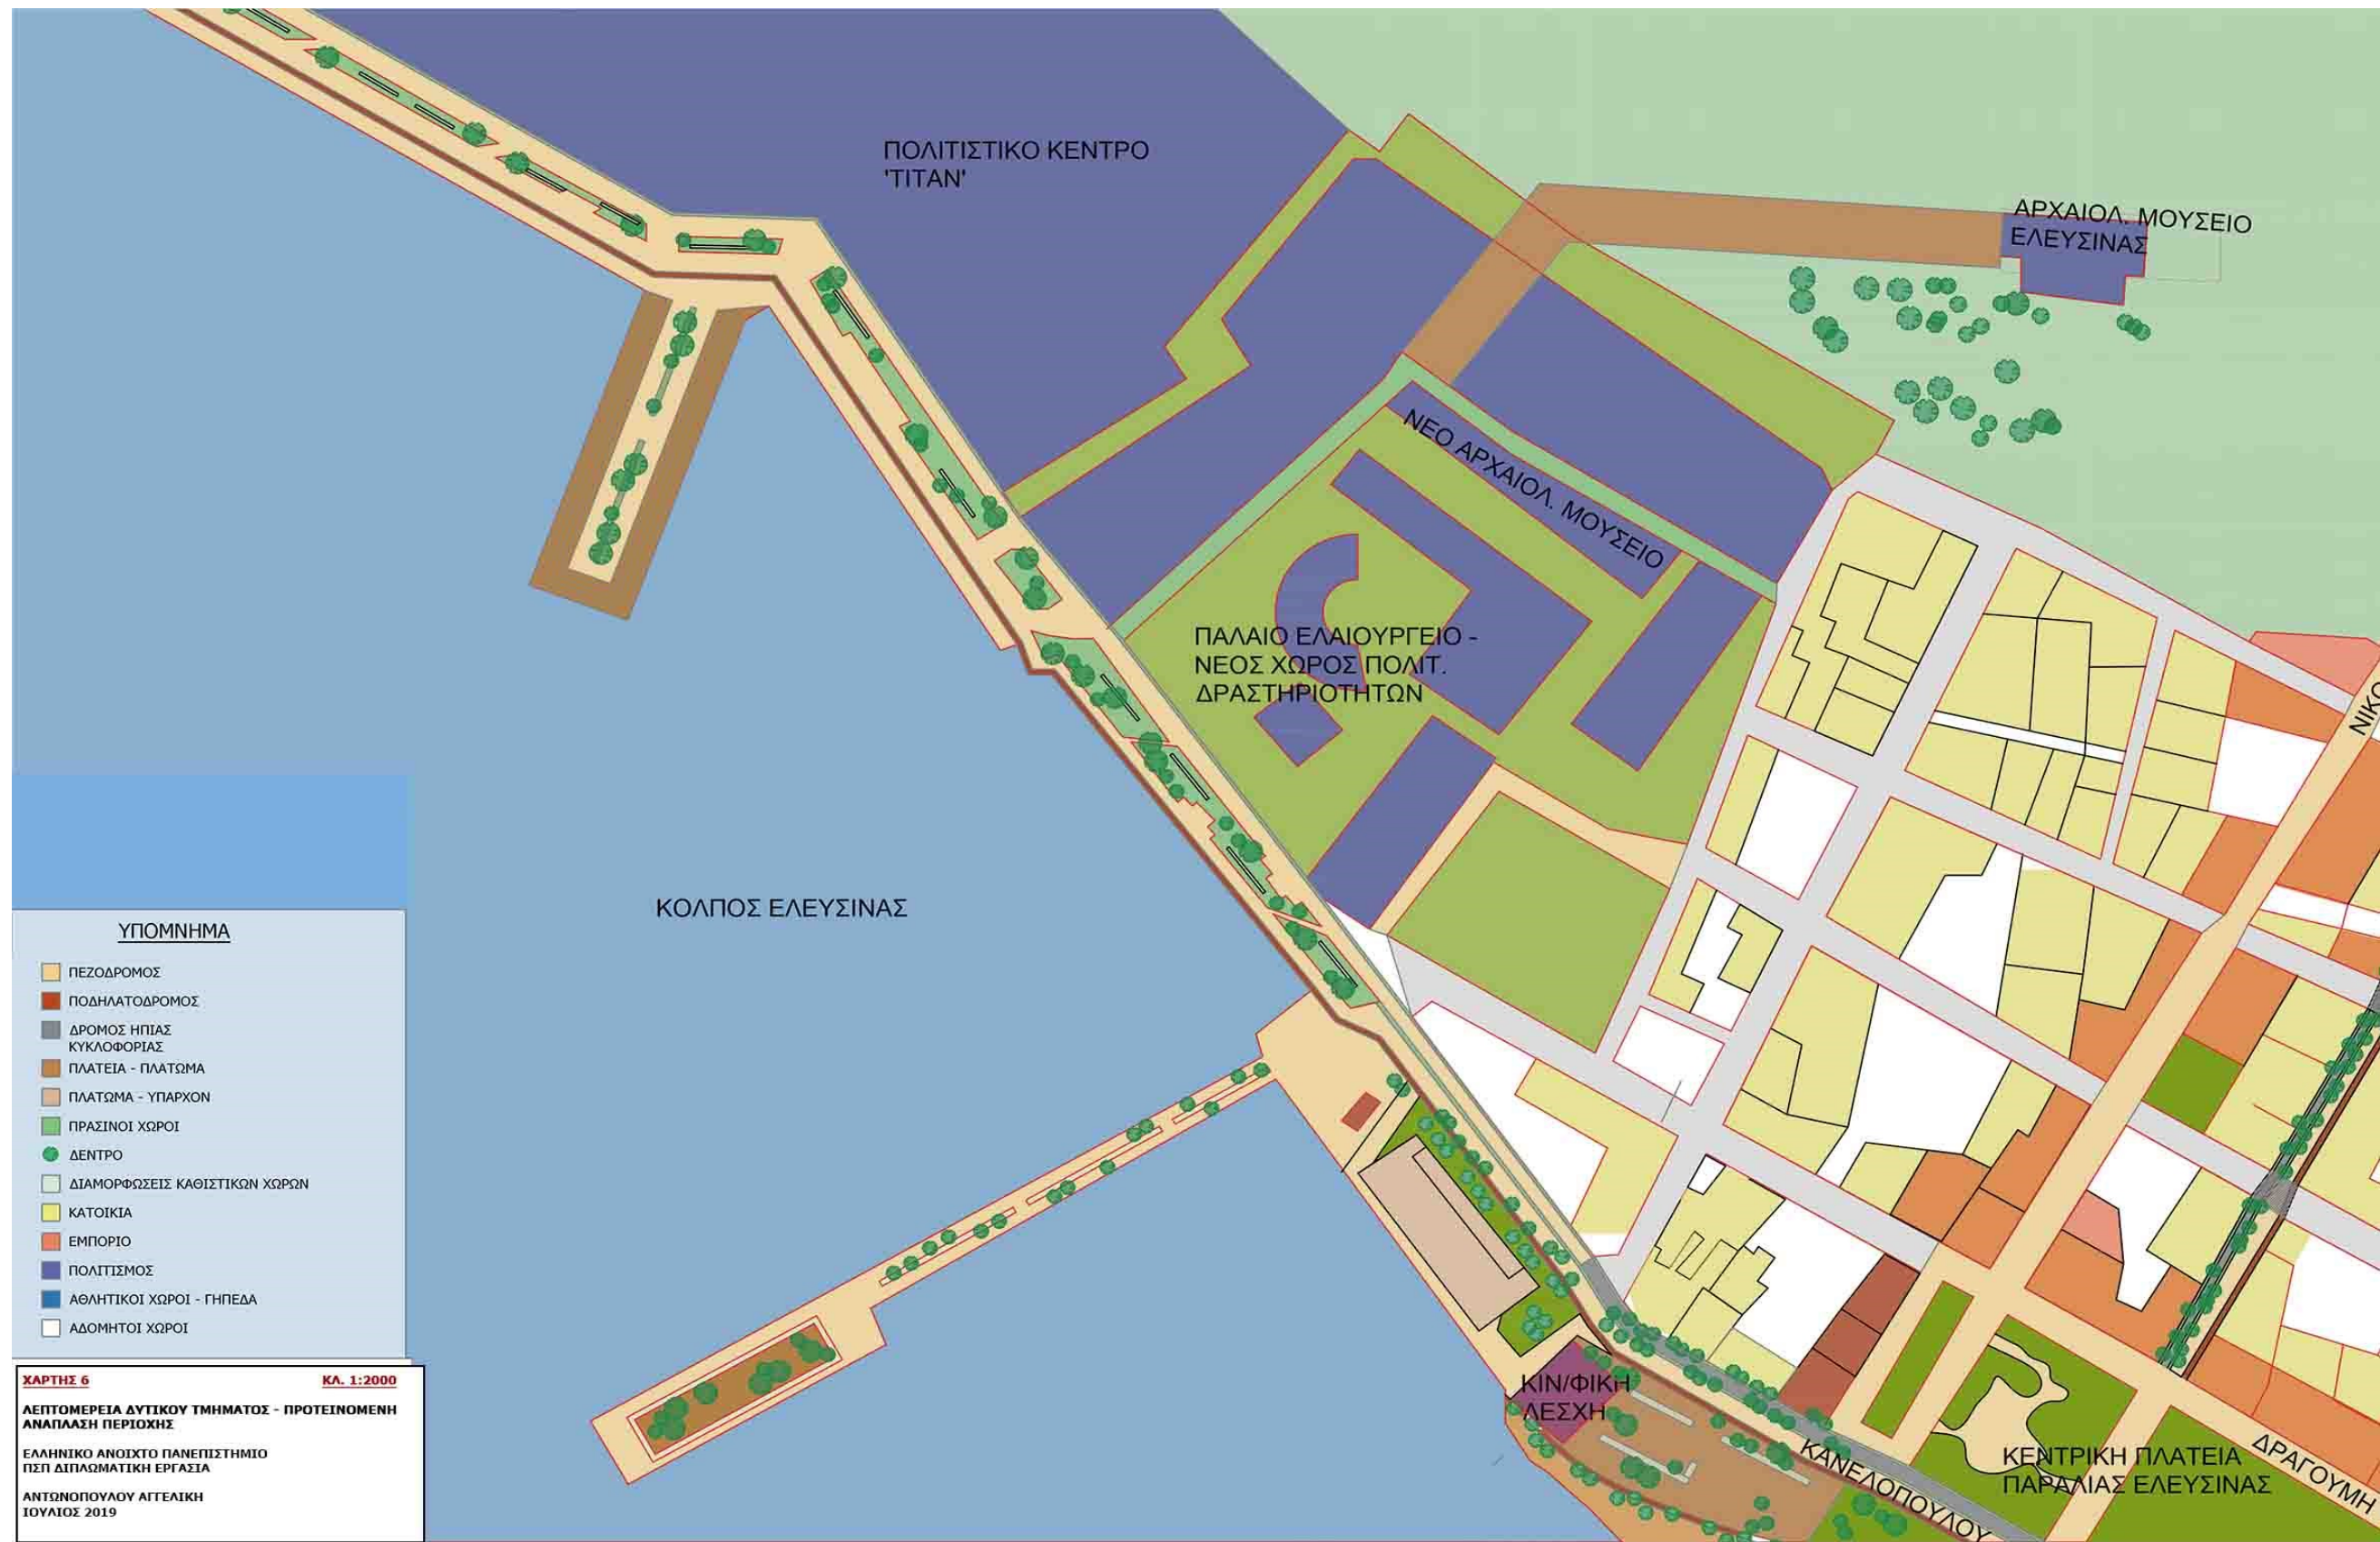 ΠΟΛΙΤΙΣΤΙΚΟ ΚΕΝΤΡΟ
'ΤΙΤΑΝ'
ΑΡΧΑΙΟΛ. ΜΟΥΣΕΙΟ
ΕΛΕΥΣΙΝΑΣ
ΝΕΟ ΑΡΧΑΙΟΛ. ΜΟΥΣΕΙΟ
ΠΑΛΑΙΟ ΕΛΑΙΟΥΡΓΕΙΟ -
ΝΕΟΣ ΧΩΡΟΣ ΠΟΛΙΤ.
ΔΡΑΣΤΗΡΙΟΤΗΤΩΝ
ΚΟΛΠΟΣ ΕΛΕΥΣΙΝΑΣ
ΚΙΝ/ΦΙΚΗ
ΛΕΣΧΗ
ΚΑΝΕΛΟΠΟΥΛΟΥ
ΚΕΝΤΡΙΚΗ ΠΛΑΤΕΙΑ
ΠΑΡΑΛΙΑΣ ΕΛΕΥΣΙΝΑΣ
ΔΡΑΓΟΥΜΗ
ΥΠΟΜΝΗΜΑ
ΠΕΖΟΔΡΟΜΟΣ
ΠΟΔΗΛΑΤΟΔΡΟΜΟΣ
ΔΡΟΜΟΣ ΗΠΙΑΣ
ΚΥΚΛΟΦΟΡΙΑΣ
ΠΛΑΤΕΙΑ - ΠΛΑΤΩΜΑ
ΠΛΑΤΩΜΑ - ΥΠΑΡΧΟΝ
ΠΡΑΣΙΝΟΙ ΧΩΡΟΙ
ΔΕΝΤΡΟ
ΔΙΑΜΟΡΦΩΣΕΙΣ ΚΑΘΙΣΤΙΚΩΝ ΧΩΡΩΝ
ΚΑΤΟΙΚΙΑ
ΕΜΠΟΡΙΟ
ΠΟΛΙΤΙΣΜΟΣ
ΑΘΛΗΤΙΚΟΙ ΧΩΡΟΙ - ΓΗΠΕΔΑ
ΑΔΟΜΗΤΟΙ ΧΩΡΟΙ
ΧΑΡΤΗΣ 6 ΚΛ. 1:2000
ΛΕΠΤΟΜΕΡΕΙΑ ΔΥΤΙΚΟΥ ΤΜΗΜΑΤΟΣ - ΠΡΟΤΕΙΝΟΜΕΝΗ
ΑΝΑΠΛΑΣΗ ΠΕΡΙΟΧΗΣ
ΕΛΛΗΝΙΚΟ ΑΝΟΙΧΤΟ ΠΑΝΕΠΙΣΤΗΜΙΟ
ΠΣΠ ΔΙΠΛΩΜΑΤΙΚΗ ΕΡΓΑΣΙΑ
ΑΝΤΩΝΟΠΟΥΛΟΥ ΑΓΓΕΛΙΚΗ
ΙΟΥΛΙΟΣ 2019